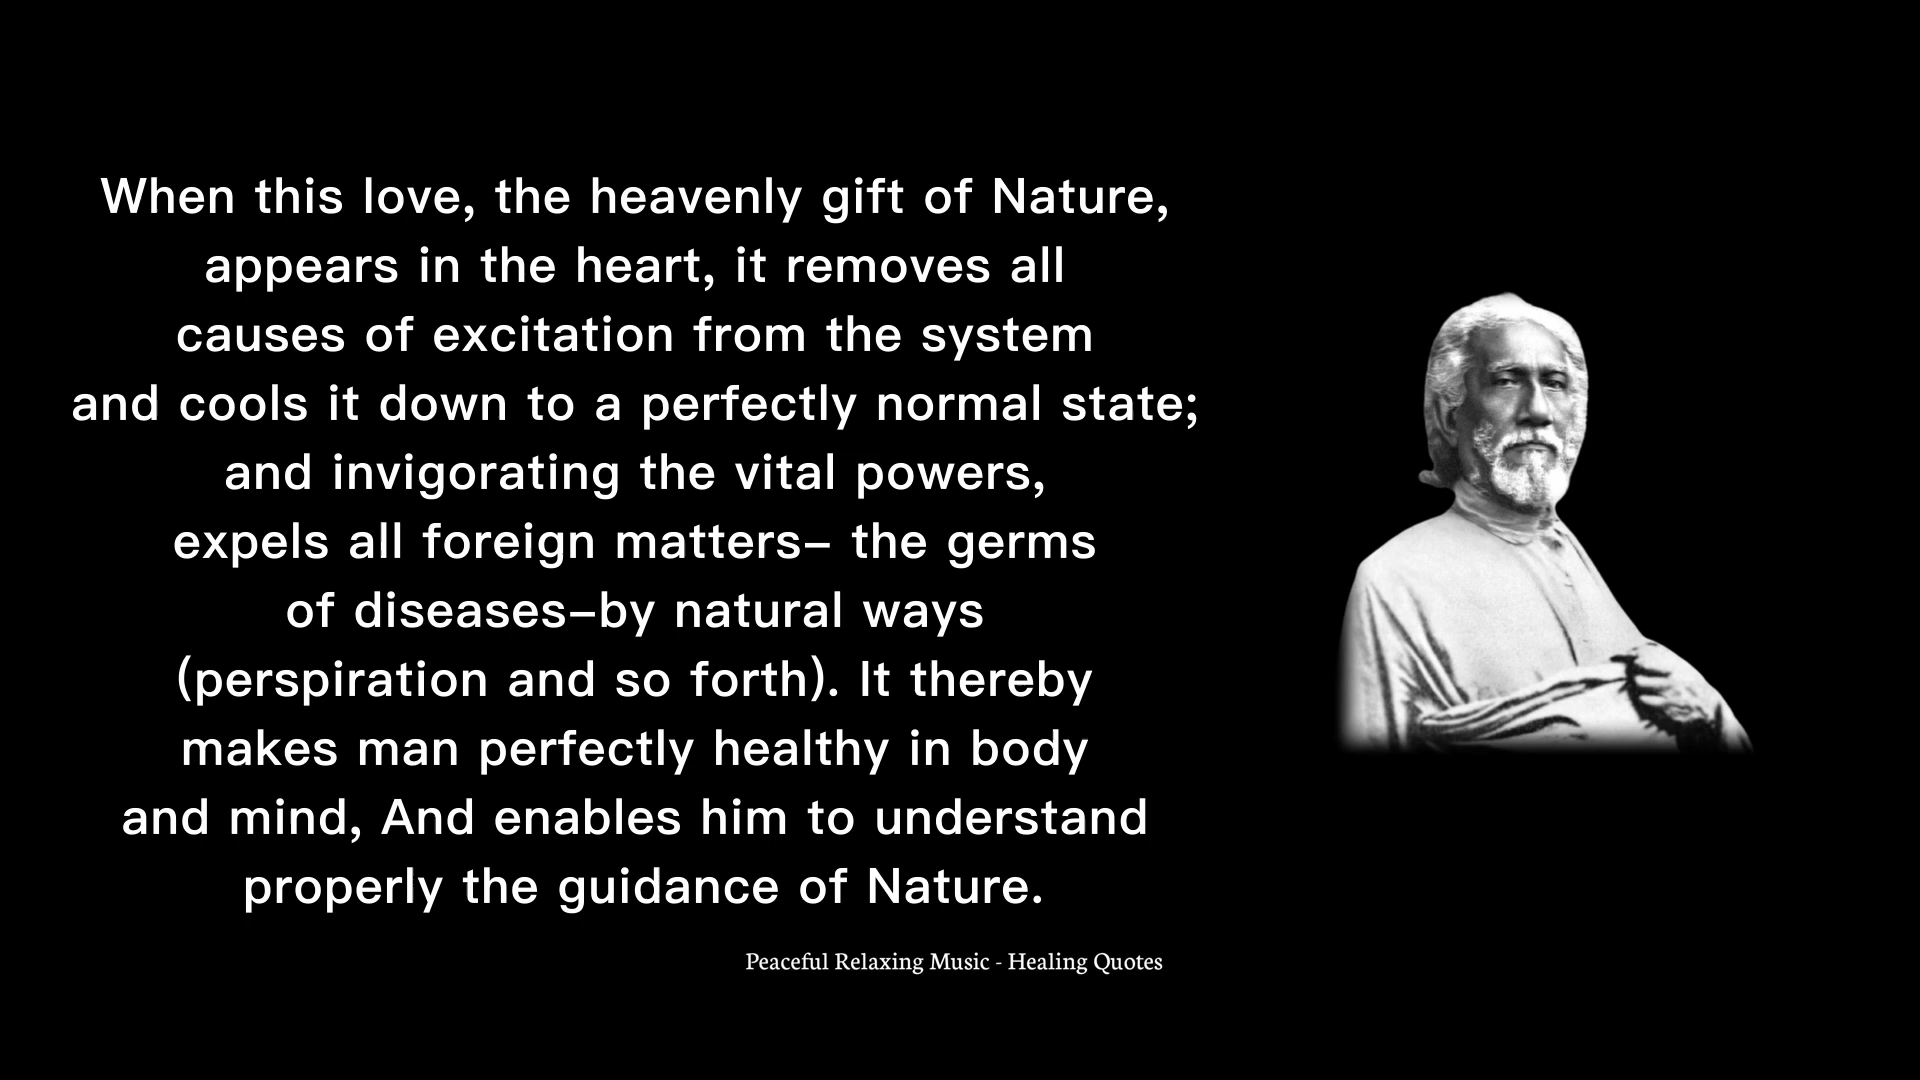 When this love, the heavenly gift of Nature,
appears in the heart, it removes all
causes of excitation from the system
and cools it down to a perfectly normal state;
and invigorating the vital powers,
expels all foreign matters– the germs
of diseases–by natural ways
(perspiration and so forth). It thereby
makes man perfectly healthy in body
and mind, And enables him to understand
properly the guidance of Nature.
Peaceful Relaxing Music - Healing Quotes